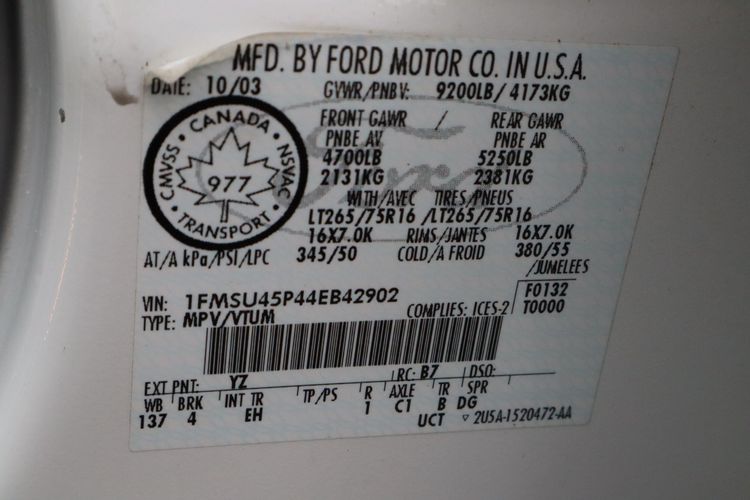 MFD. BY FORD MOTOR CO. IN U.S.A.
DATE: 10/03 GVWR/PNBV: 9200LB/ 4173KG
FRONT GAWR / REAR GAWR
PNBE AV PNBE AR
4700LB 5250LB
2131KG 2381KG
WITH/AVEC TIRES/PNEUS
LT265/75R16 /LT265/75R16
16X7.0K RIMS/JANTES 16X7.0K
AT/A kPa/PSI/LPC 345/50 COLD/A FROID 380/55
/JUMELEES
CANADA
CMVSS • NSVAC
977
TRANSPORT
Ford
VIN: 1FMSU45P44EB42902
F0132
TYPE: MPV/VTUM COMPLIES: ICES-2 T0000
EXT PNT: YZ RC: B7 DSO:
WB BRK INT TR TP/PS R AXLE TR SPR
137 4 EH 1 C1 B DG
UCT ▽ 2U5A-1520472-AA